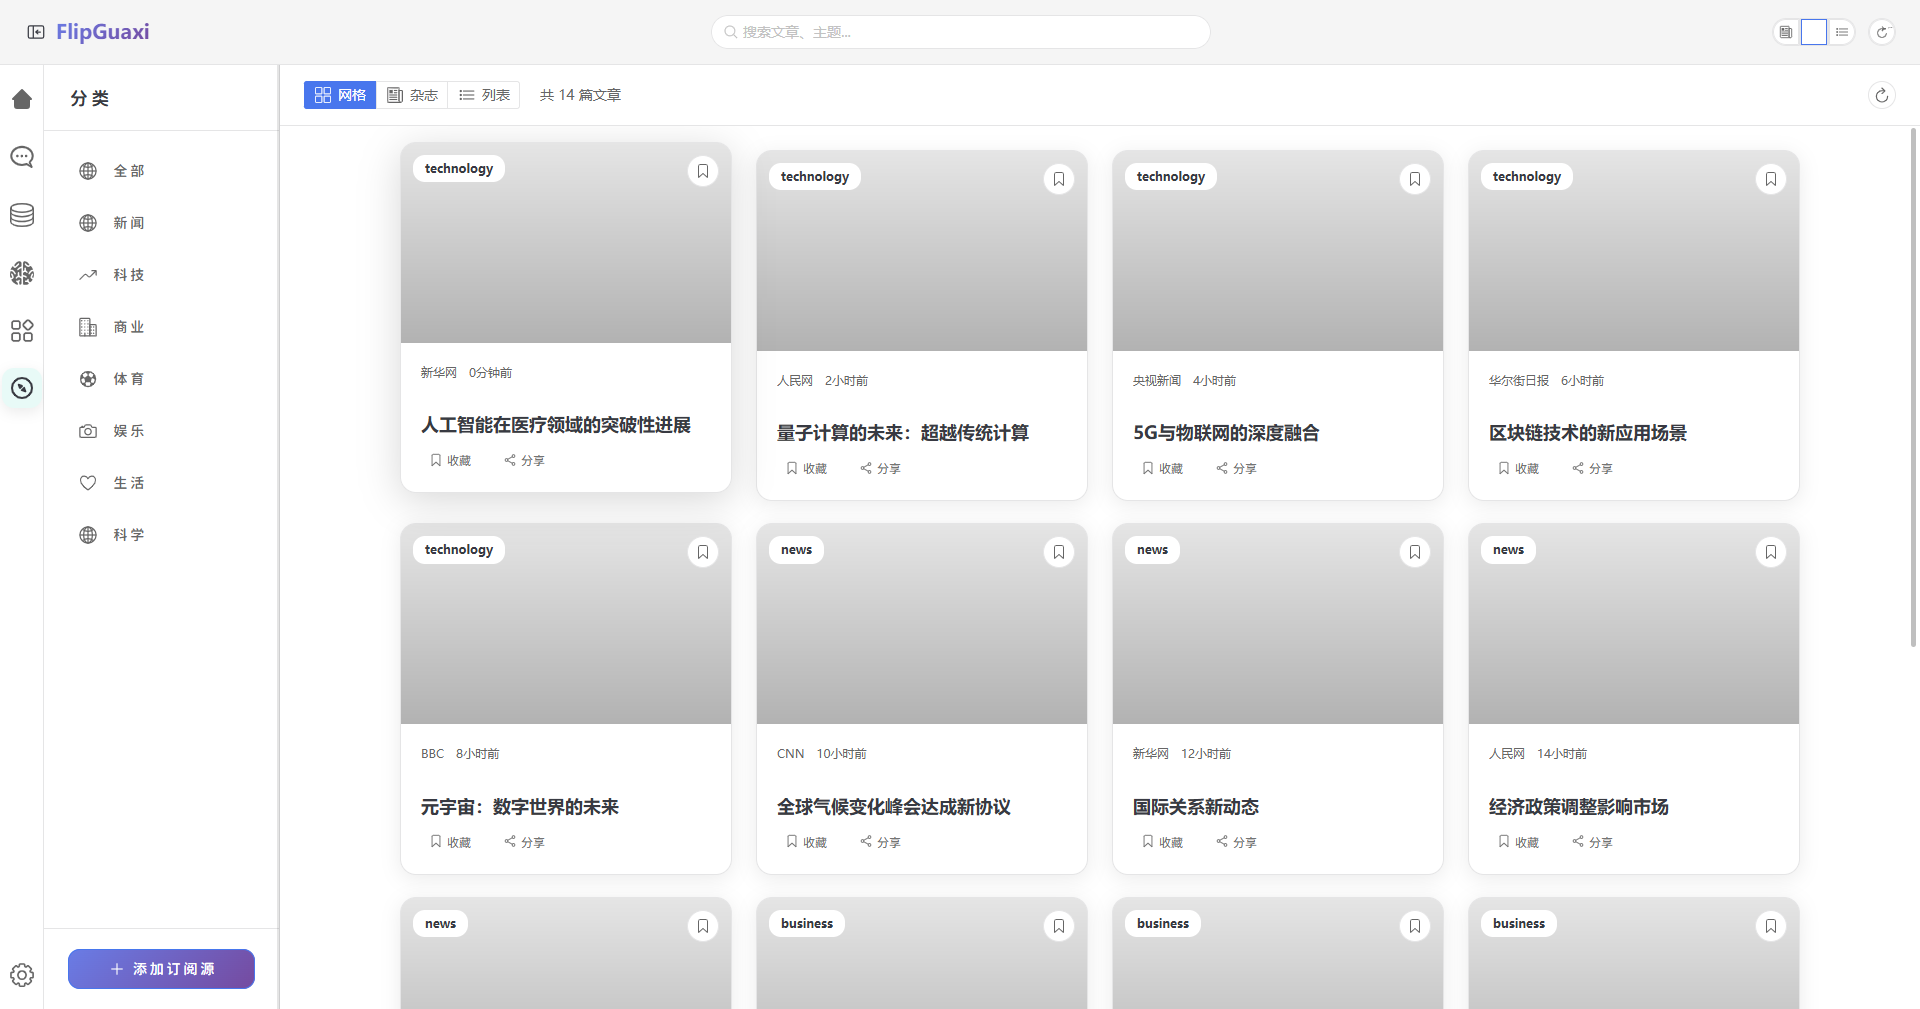 FlipGuaxi
搜索文章、主题...
分类
全部
新闻
科技
商业
体育
娱乐
生活
科学
添加订阅源
网格
杂志
列表
共 14 篇文章
technology
新华网 0分钟前
人工智能在医疗领域的突破性进展
收藏 分享
technology
人民网 2小时前
量子计算的未来：超越传统计算
收藏 分享
technology
央视新闻 4小时前
5G与物联网的深度融合
收藏 分享
technology
华尔街日报 6小时前
区块链技术的新应用场景
收藏 分享
technology
BBC 8小时前
元宇宙：数字世界的未来
收藏 分享
news
CNN 10小时前
全球气候变化峰会达成新协议
收藏 分享
news
新华网 12小时前
国际关系新动态
收藏 分享
news
人民网 14小时前
经济政策调整影响市场
收藏 分享
news
business
business
business